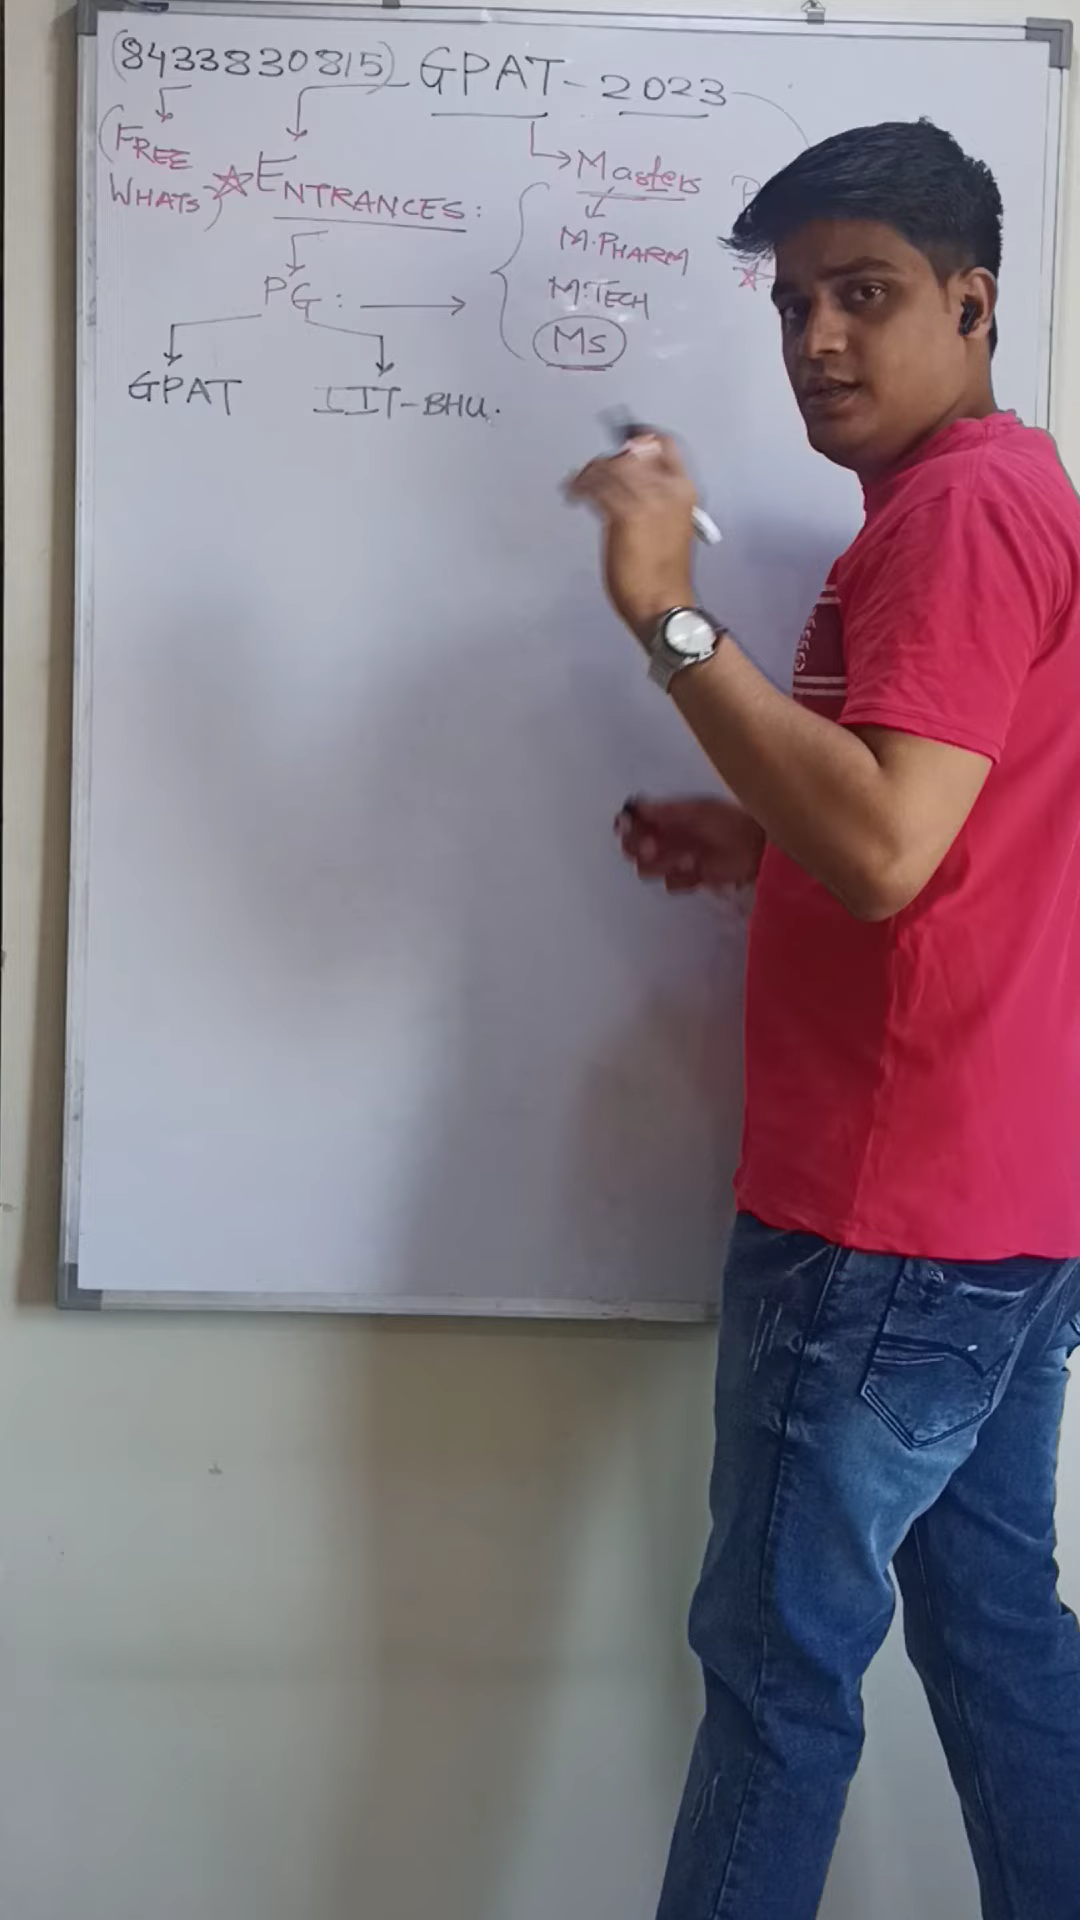 (8433830815) GPAT - 2023
(FREE
WHATS)
☆ENTRANCES:
Masters
M.PHARM
M.TECH
Ms
PG:
GPAT IIT-BHU.